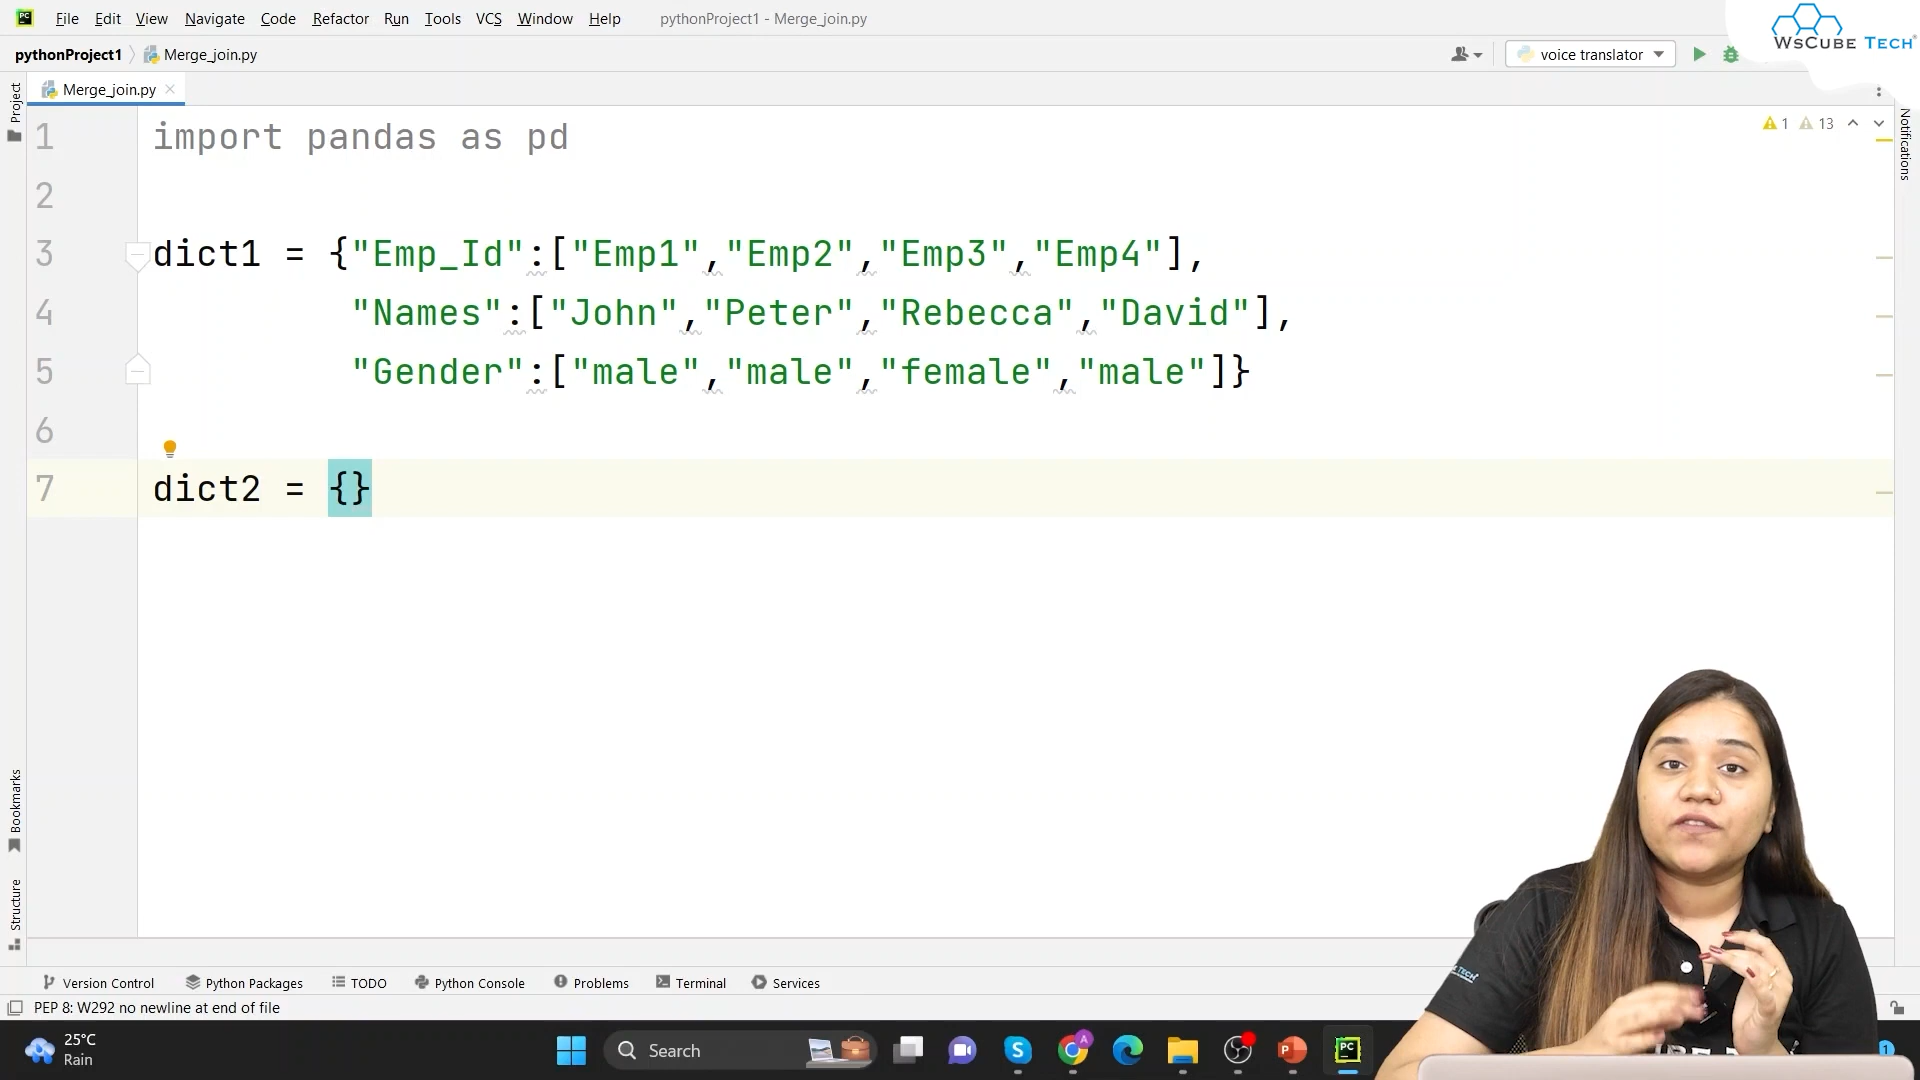 File Edit View Navigate Code Refactor Run Tools VCS Window Help pythonProject1 - Merge_join.py
WsCube Tech
pythonProject1 Merge_join.py voice translator
Merge_join.py
Project
Notifications
1 13
1 import pandas as pd
2
3 dict1 = {"Emp_Id":["Emp1","Emp2","Emp3","Emp4"],
4 "Names":["John","Peter","Rebecca","David"],
5 "Gender":["male","male","female","male"]}
6
7 dict2 = {}
Bookmarks
Structure
Version Control Python Packages TODO Python Console Problems Terminal Services
PEP 8: W292 no newline at end of file
25°C
Rain
Search